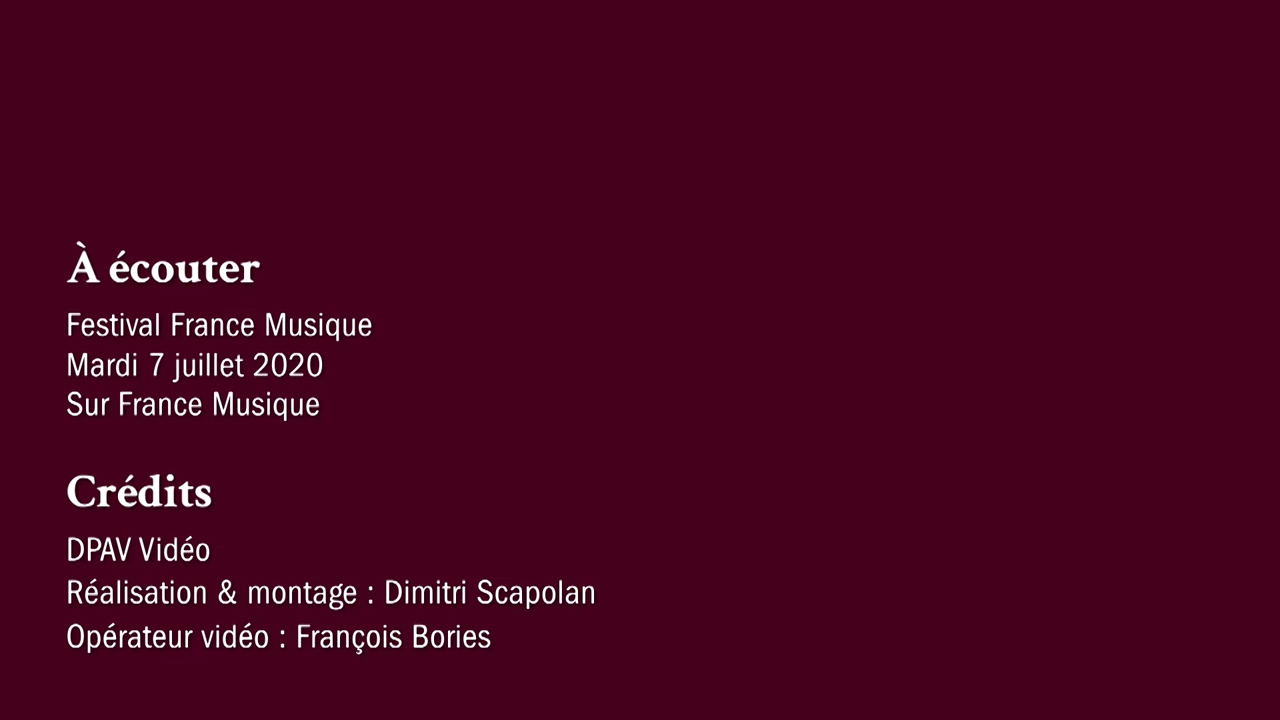 À écouter
Festival France Musique
Mardi 7 juillet 2020
Sur France Musique
Crédits
DPAV Vidéo
Réalisation & montage : Dimitri Scapolan
Opérateur vidéo : François Bories